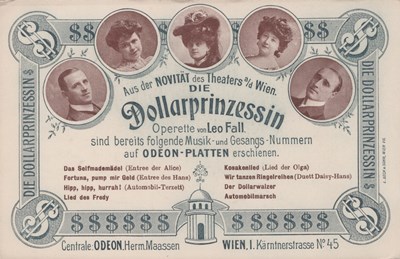 Aus der NOVITÄT des Theaters a/d Wien.
DIE
Dollarprinzessin
Operette von Leo Fall.
sind bereits folgende Musik- und Gesangs-Nummern
auf ODEON-PLATTEN erschienen.
Das Selfmademädel (Entree der Alice)
Fortuna, pump mir Geld (Entree des Hans)
Hipp, hipp, hurrah! (Automobil-Terzett)
Lied des Fredy
Kosakenlied (Lied der Olga)
Wir tanzen Ringelreihen (Duett Daisy-Hans)
Der Dollarwalzer
Automobilmarsch
DIE DOLLARPRINZESSIN
DIE DOLLARPRINZESSIN
$$
$$
$$$$$$
$$$$$$
Centrale ODEON, Herm. Maassen
WIEN, I. Kärntnerstrasse No 45